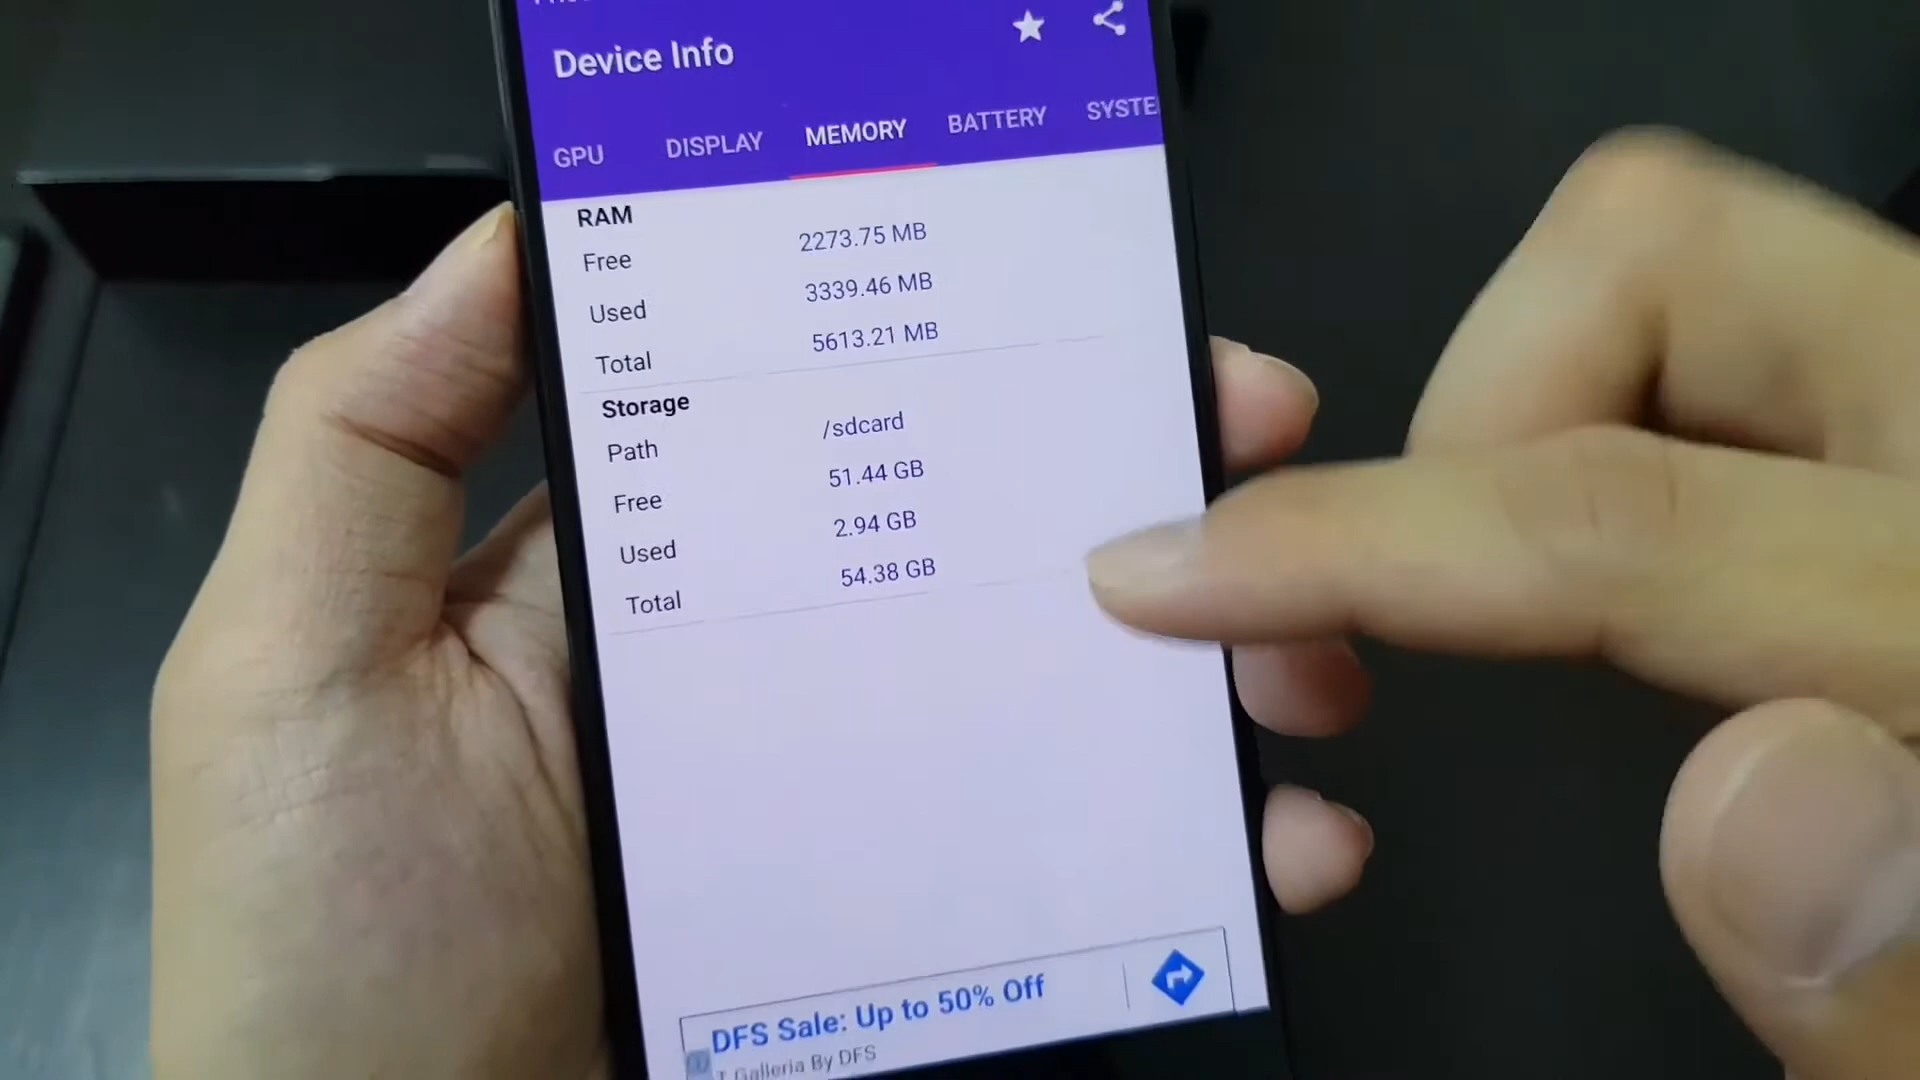 Device Info
GPU DISPLAY MEMORY BATTERY SYSTE
RAM
Free 2273.75 MB
Used 3339.46 MB
Total 5613.21 MB
Storage
Path /sdcard
Free 51.44 GB
Used 2.94 GB
Total 54.38 GB
DFS Sale: Up to 50% Off
T Galleria By DFS